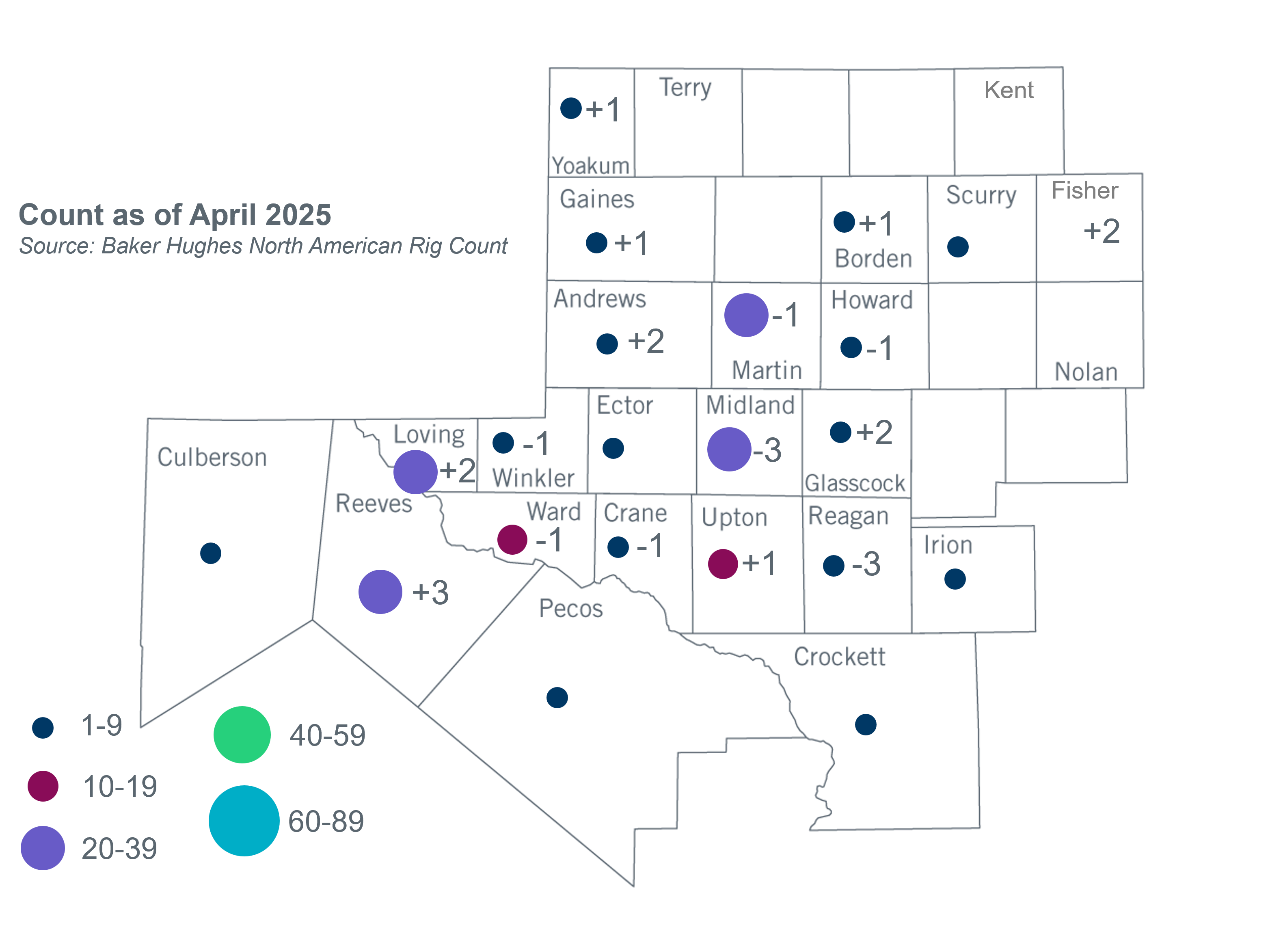 Terry
Kent
+1
Yoakum
Count as of April 2025
Source: Baker Hughes North American Rig Count
Gaines
+1
+1
Borden
Scurry
Fisher
+2
Andrews
+2
-1
Martin
Howard
-1
Nolan
Culberson
Loving
+2
-1
Winkler
Ector
Midland
-3
+2
Glasscock
Reeves
+3
Ward
-1
Crane
-1
Upton
+1
Reagan
-3
Irion
Pecos
Crockett
1-9
10-19
20-39
40-59
60-89